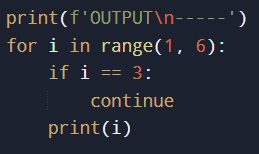 print(f'OUTPUT\n-----')
for i in range(1, 6):
    if i == 3:
        continue
    print(i)